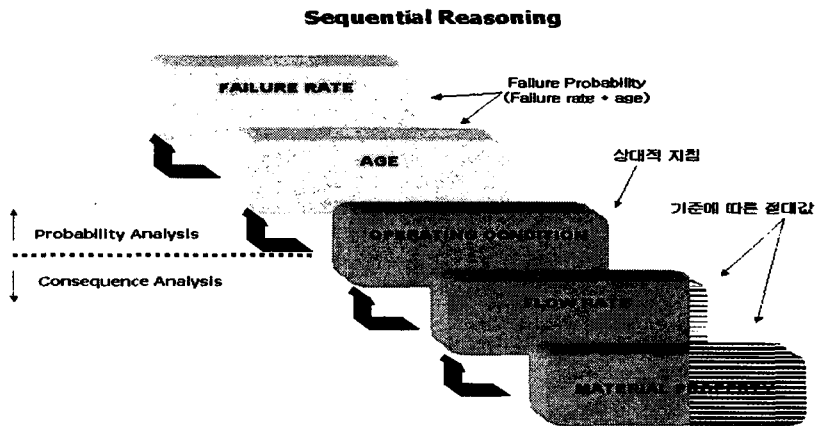 Sequential Reasoning
FAILURE RATE
Failure Probability
(Failure rate + age)
AGE
상대적 지침
기준에 따른 절대값
OPERATING CONDITION
Probability Analysis
Consequence Analysis
FLOW RATE
MATERIAL PROPERTY